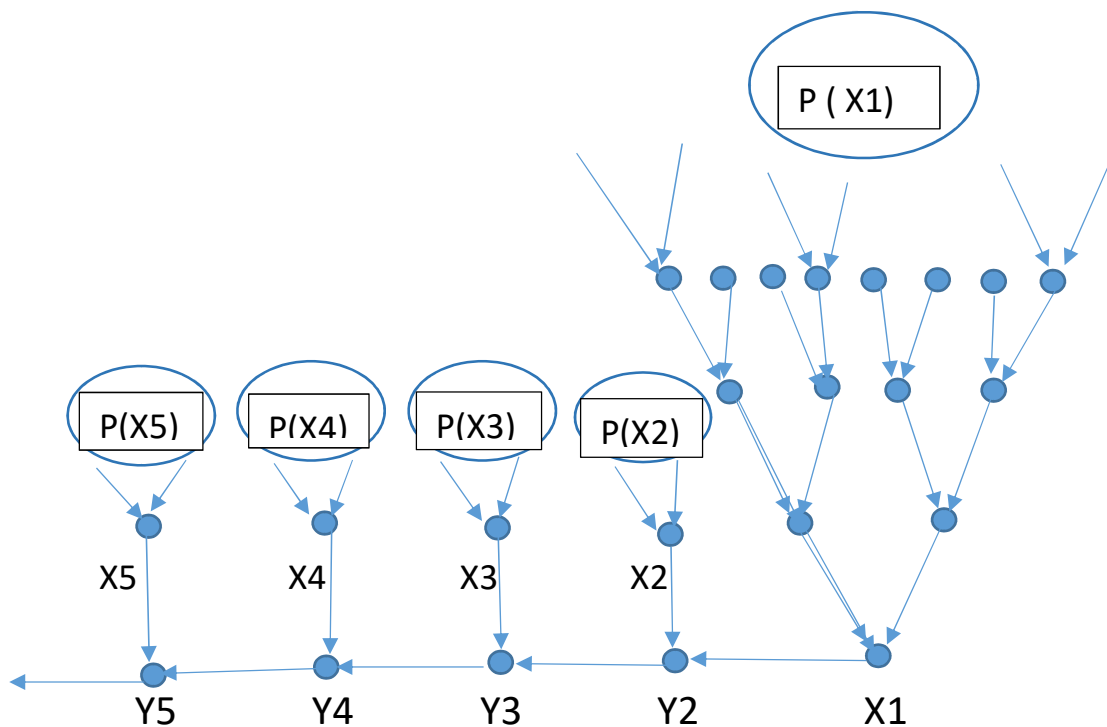 P ( X1)
P(X5)
P(X4)
P(X3)
P(X2)
X5
X4
X3
X2
Y5
Y4
Y3
Y2
X1